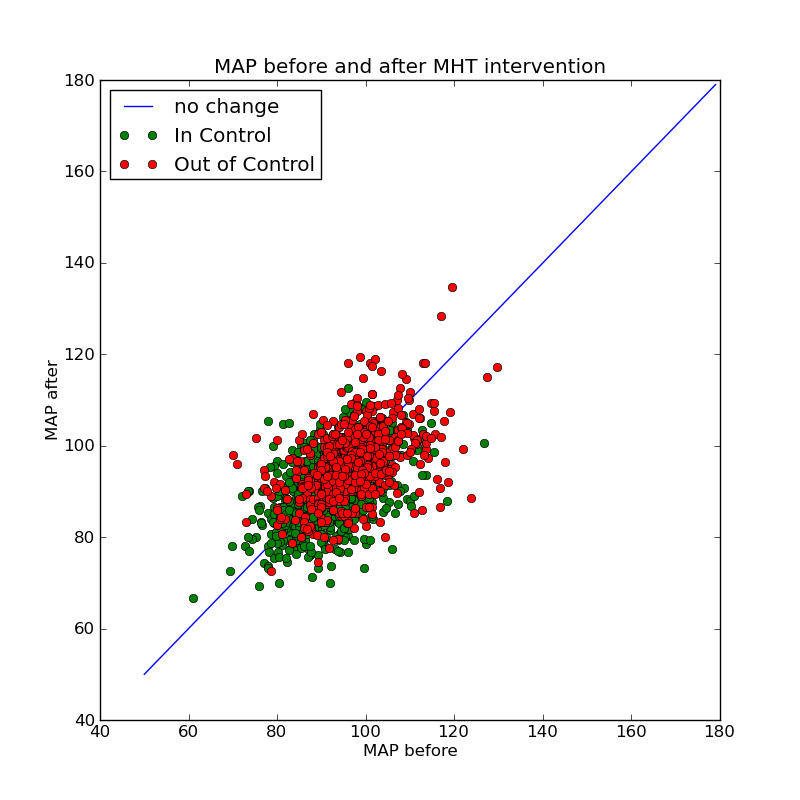 MAP before and after MHT intervention
no change
In Control
Out of Control
180
160
140
120
100
80
60
40
MAP after
40 60 80 100 120 140 160 180
MAP before